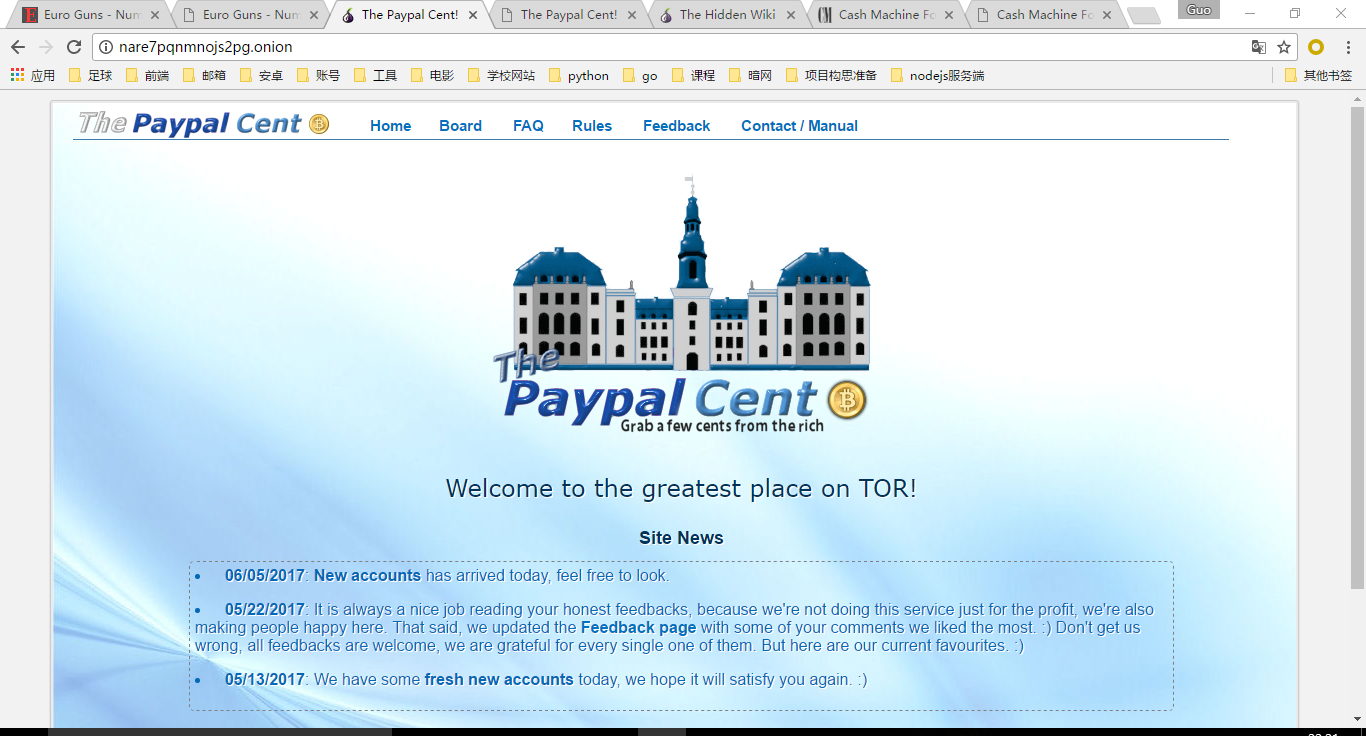 Euro Guns - Num
Euro Guns - Num
The Paypal Cent!
The Paypal Cent!
The Hidden Wiki
Cash Machine Fo
Cash Machine Fo
Guo
nare7pqnmnojs2pg.onion
应用 足球 前端 邮箱 安卓 账号 工具 电影 学校网站 python go 课程 暗网 项目构思准备 nodejs服务端 其他书签
The Paypal Cent
Home Board FAQ Rules Feedback Contact / Manual
The
Paypal Cent
Grab a few cents from the rich
Welcome to the greatest place on TOR!
Site News
06/05/2017: New accounts has arrived today, feel free to look.
05/22/2017: It is always a nice job reading your honest feedbacks, because we're not doing this service just for the profit, we're also
making people happy here. That said, we updated the Feedback page with some of your comments we liked the most. :) Don't get us
wrong, all feedbacks are welcome, we are grateful for every single one of them. But here are our current favourites. :)
05/13/2017: We have some fresh new accounts today, we hope it will satisfy you again. :)